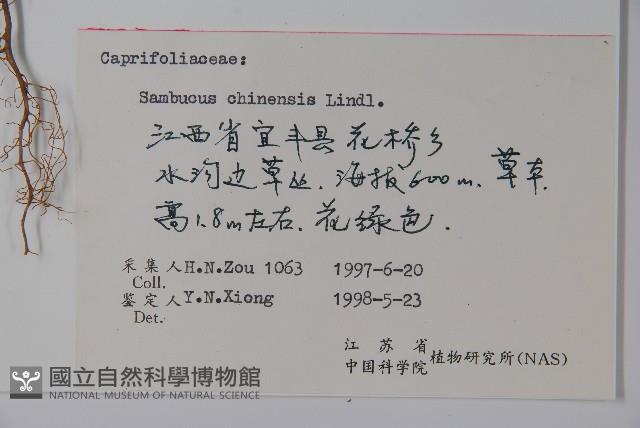 Caprifoliaceae:
Sambucus chinensis Lindl.
江西省宜丰县花桥乡
水沟边草丛. 海拔600m. 草本.
高1.8m左右. 花绿色.
采集人H.N.Zou 1063 1997-6-20
Coll.
鉴定人Y.N.Xiong 1998-5-23
Det.
江苏省
中国科学院植物研究所(NAS)
國立自然科學博物館
NATIONAL MUSEUM OF NATURAL SCIENCE